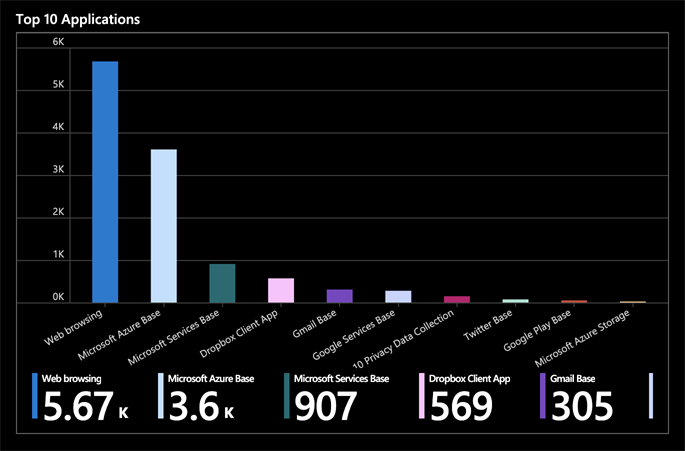 Top 10 Applications
6K
5K
4K
3K
2K
1K
0K
Web browsing
Microsoft Azure Base
Microsoft Services Base
Dropbox Client App
Gmail Base
Google Services Base
10 Privacy Data Collection
Twitter Base
Google Play Base
Microsoft Azure Storage
Web browsing
5.67 K
Microsoft Azure Base
3.6 K
Microsoft Services Base
907
Dropbox Client App
569
Gmail Base
305